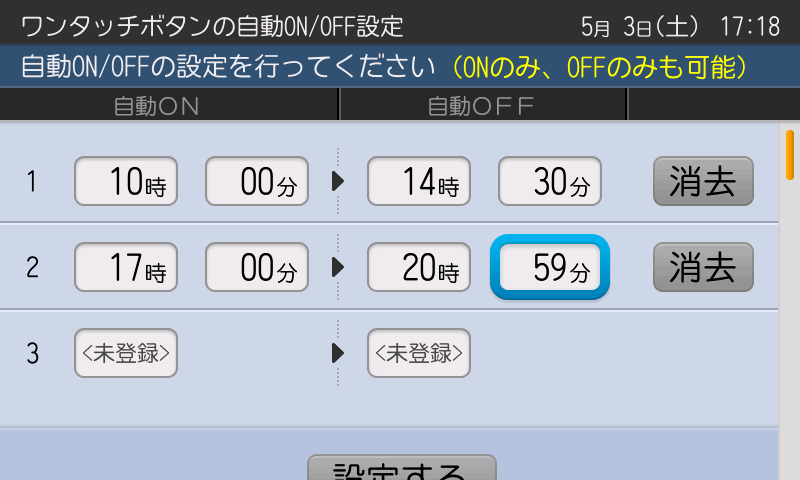 ワンタッチボタンの自動ON/OFF設定 5月 3日(土) 17:18
自動ON/OFFの設定を行ってください（ONのみ、OFFのみも可能）
自動ＯＮ 自動ＯＦＦ
1 10時 00分 14時 30分 消去
2 17時 00分 20時 59分 消去
3 <未登録> <未登録>
設定する